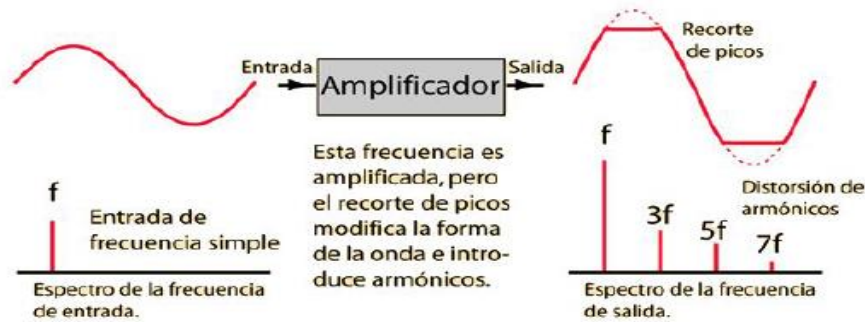 Entrada
Amplificador
Salida
Recorte
de picos
f
Entrada de
frecuencia simple
Espectro de la frecuencia
de entrada.
Esta frecuencia es
amplificada, pero
el recorte de picos
modifica la forma
de la onda e intro-
duce armónicos.
f
3f
5f
7f
Distorsión de
armónicos
Espectro de la frecuencia
de salida.